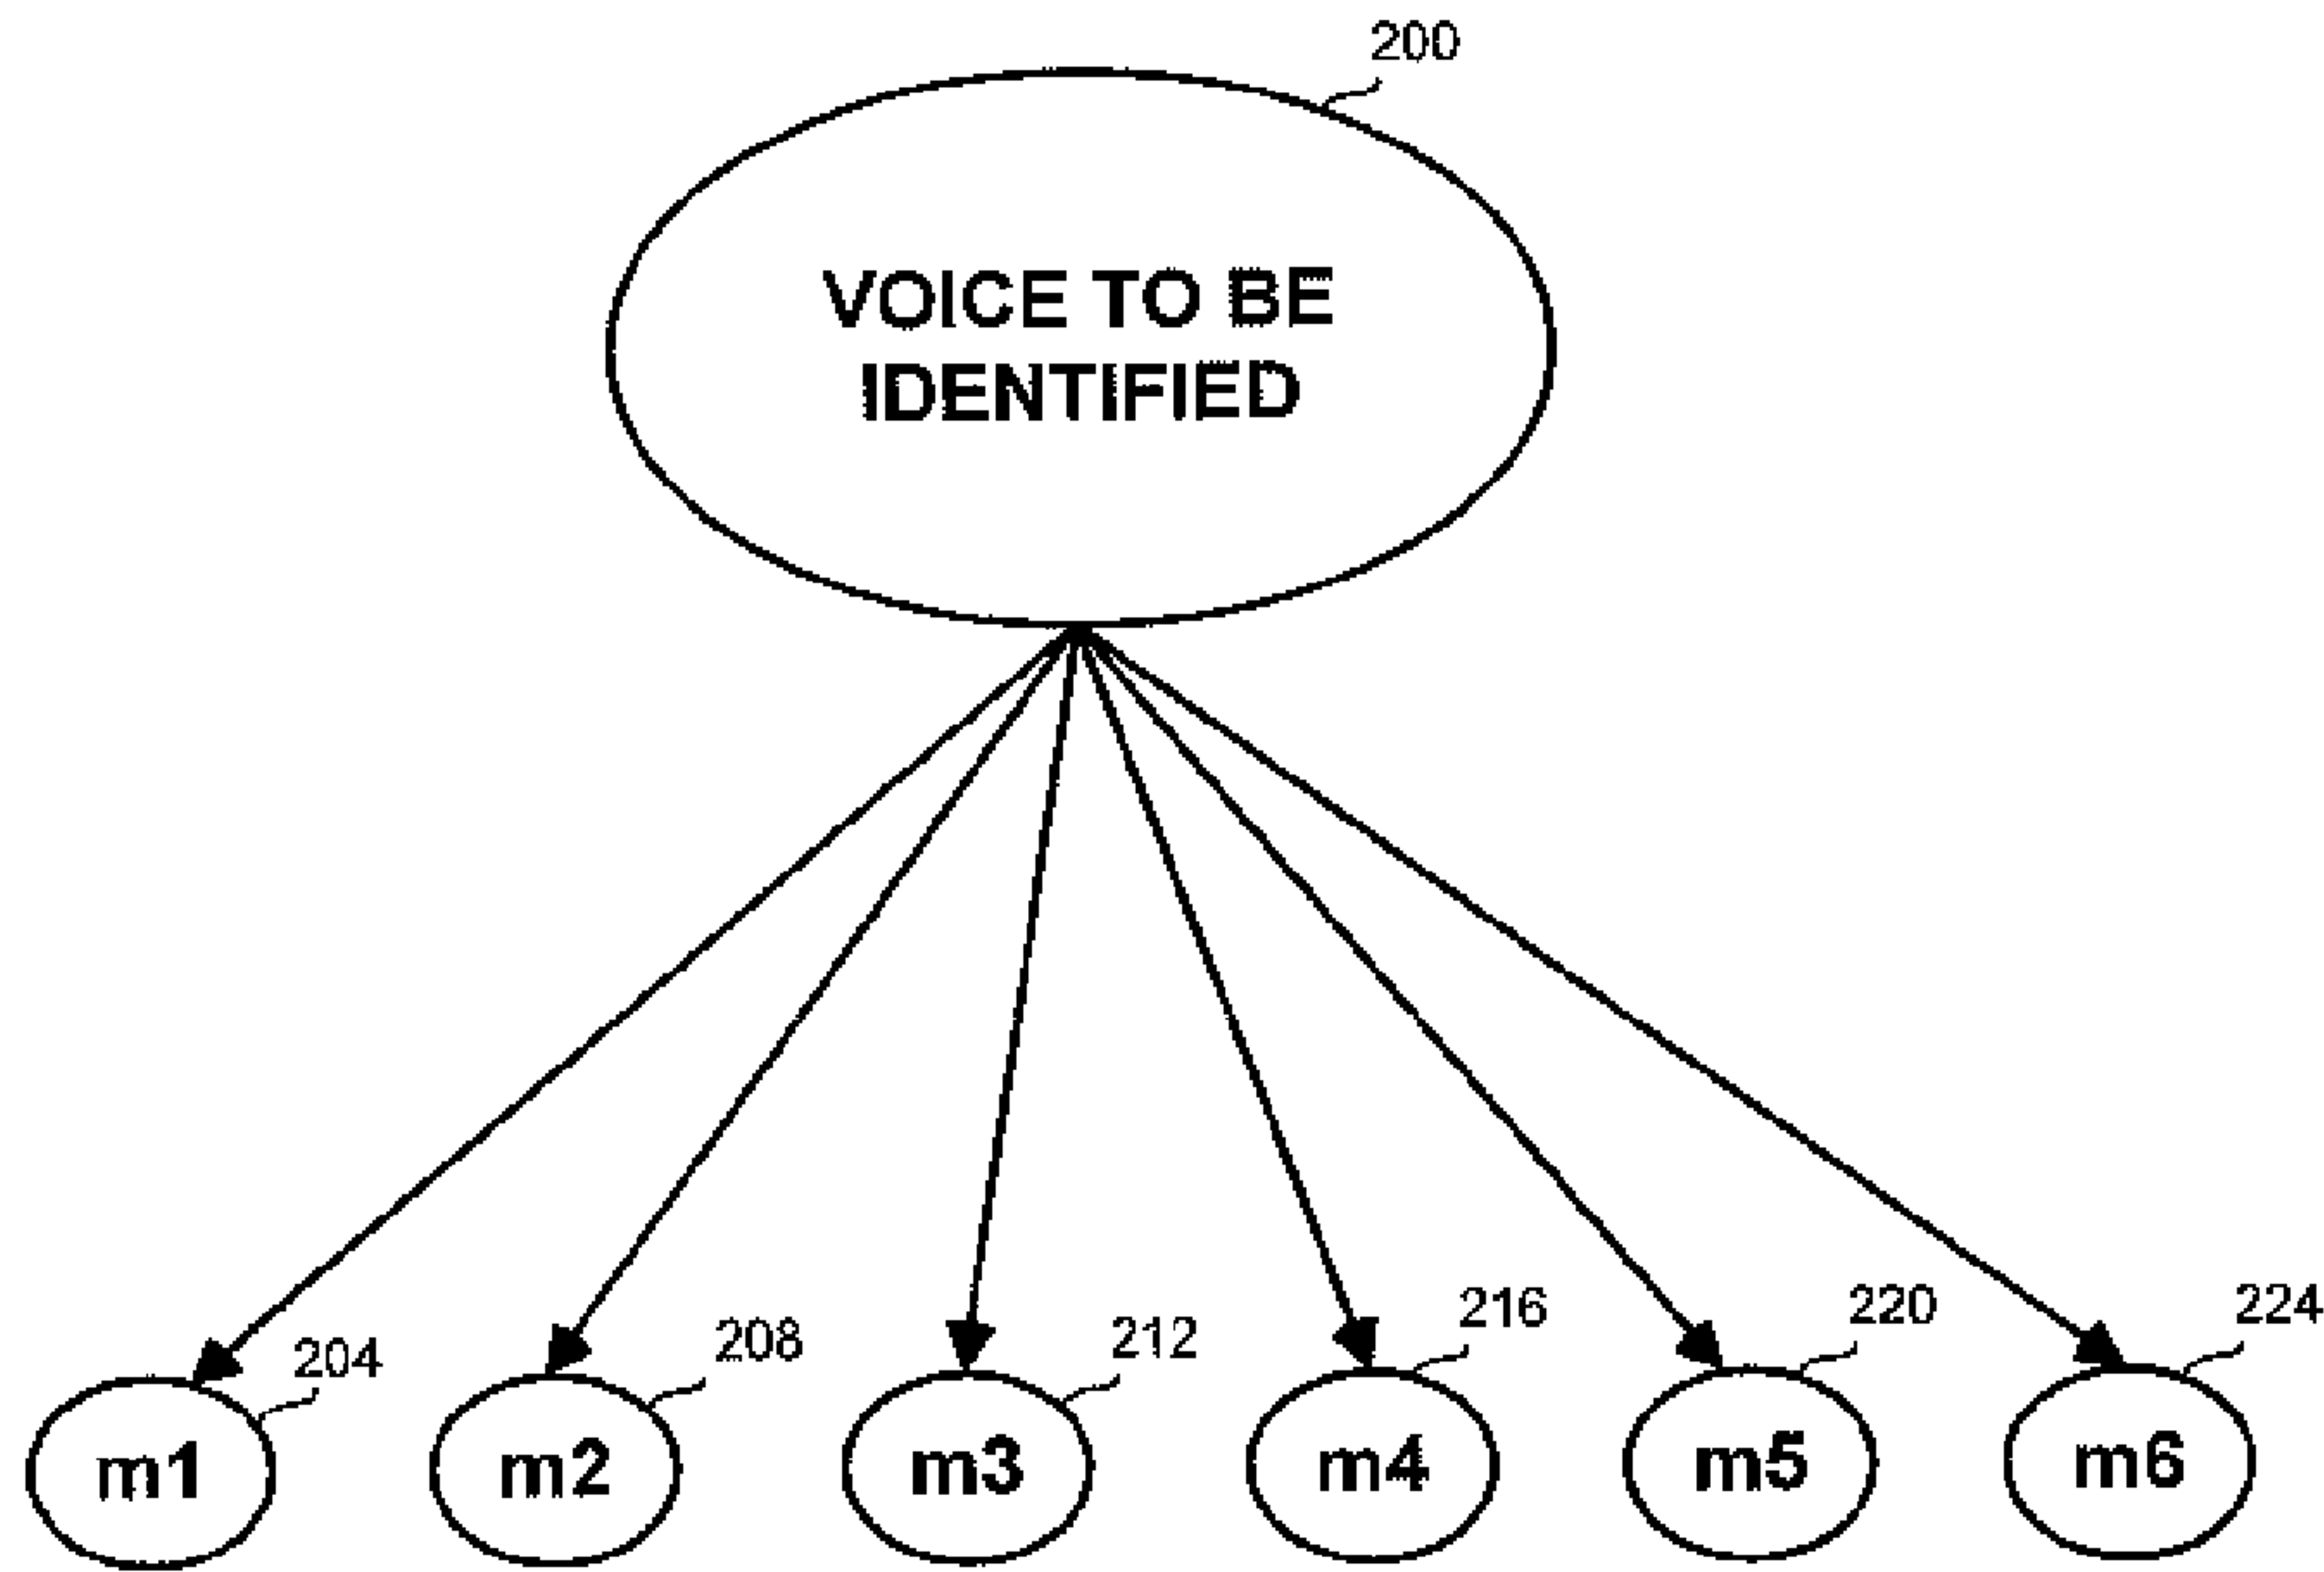 200
VOICE TO BE
IDENTIFIED
204
208
212
216
220
224
m1
m2
m3
m4
m5
m6